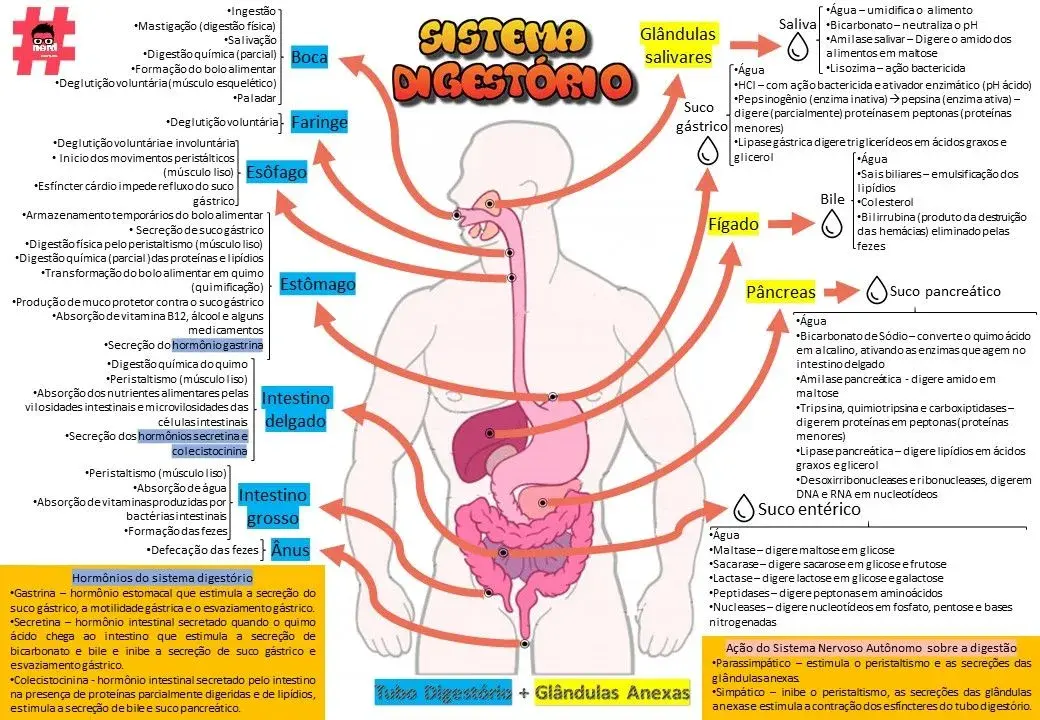 #
nerd
SISTEMA
DIGESTÓRIO
•Ingestão
•Mastigação (digestão física)
•Salivação
•Digestão química (parcial)
•Formação do bolo alimentar
•Deglutição voluntária (músculo esquelético)
•Paladar
Boca
•Deglutição voluntária
Faringe
•Deglutição voluntária e involuntária
• Inicio dos movimentos peristálticos
(músculo liso)
•Esfíncter cárdio impede refluxo do suco
gástrico
Esôfago
•Armazenamento temporários do bolo alimentar
• Secreção de suco gástrico
•Digestão física pelo peristaltismo (músculo liso)
•Digestão química (parcial) das proteínas e lipídios
•Transformação do bolo alimentar em quimo
(quimificação)
•Produção de muco protetor contra o suco gástrico
•Absorção de vitamina B12, álcool e alguns
medicamentos
•Secreção do hormônio gastrina
Estômago
•Digestão química do quimo
•Peristaltismo (músculo liso)
•Absorção dos nutrientes alimentares pelas
vilosidades intestinais e microvilosidades das
células intestinais
•Secreção dos hormônios secretina e
colecistocinina
Intestino
delgado
•Peristaltismo (músculo liso)
•Absorção de água
•Absorção de vitaminas produzidas por
bactérias intestinais
•Formação das fezes
Intestino
grosso
•Defecação das fezes
Ânus
Hormônios do sistema digestório
•Gastrina – hormônio estomacal que estimula a secreção do
suco gástrico, a motilidade gástrica e o esvaziamento gástrico.
•Secretina – hormônio intestinal secretado quando o quimo
ácido chega ao intestino que estimula a secreção de
bicarbonato e bile e inibe a secreção de suco gástrico e
esvaziamento gástrico.
•Colecistocinina - hormônio intestinal secretado pelo intestino
na presença de proteínas parcialmente digeridas e de lipídios,
estimula a secreção de bile e suco pancreático.
Tubo Digestório + Glândulas Anexas
Glândulas
salivares
Saliva
•Água – umidifica o alimento
•Bicarbonato – neutraliza o pH
•Amilase salivar – Digere o amido dos
alimentos em maltose
•Lisozima – ação bactericida
Suco
gástrico
•Água
•HCl – com ação bactericida e ativador enzimático (pH ácido)
•Pepsinogênio (enzima inativa) → pepsina (enzima ativa) –
digere (parcialmente) proteínas em peptonas (proteínas
menores)
•Lipase gástrica digere triglicerídeos em ácidos graxos e
glicerol
Fígado
Bile
•Água
•Sais biliares – emulsificação dos
lipídios
•Colesterol
•Bilirrubina (produto da destruição
das hemácias) eliminado pelas
fezes
Pâncreas
Suco pancreático
•Água
•Bicarbonato de Sódio – converte o quimo ácido
em alcalino, ativando as enzimas que agem no
intestino delgado
•Amilase pancreática - digere amido em
maltose
•Tripsina, quimiotripsina e carboxiptidases –
digerem proteínas em peptonas (proteínas
menores)
•Lipase pancreática – digere lipídios em ácidos
graxos e glicerol
•Desoxirribonucleases e ribonucleases, digerem
DNA e RNA em nucleotídeos
Suco entérico
•Água
•Maltase – digere maltose em glicose
•Sacarase – digere sacarose em glicose e frutose
•Lactase – digere lactose em glicose e galactose
•Peptidases – digere peptonas em aminoácidos
•Nucleases – digere nucleotídeos em fosfato, pentose e bases
nitrogenadas
Ação do Sistema Nervoso Autônomo sobre a digestão
•Parassimpático – estimula o peristaltismo e as secreções das
glândulas anexas.
•Simpático – inibe o peristaltismo, as secreções das glândulas
anexas e estimula a contração dos esfíncteres do tubo digestório.